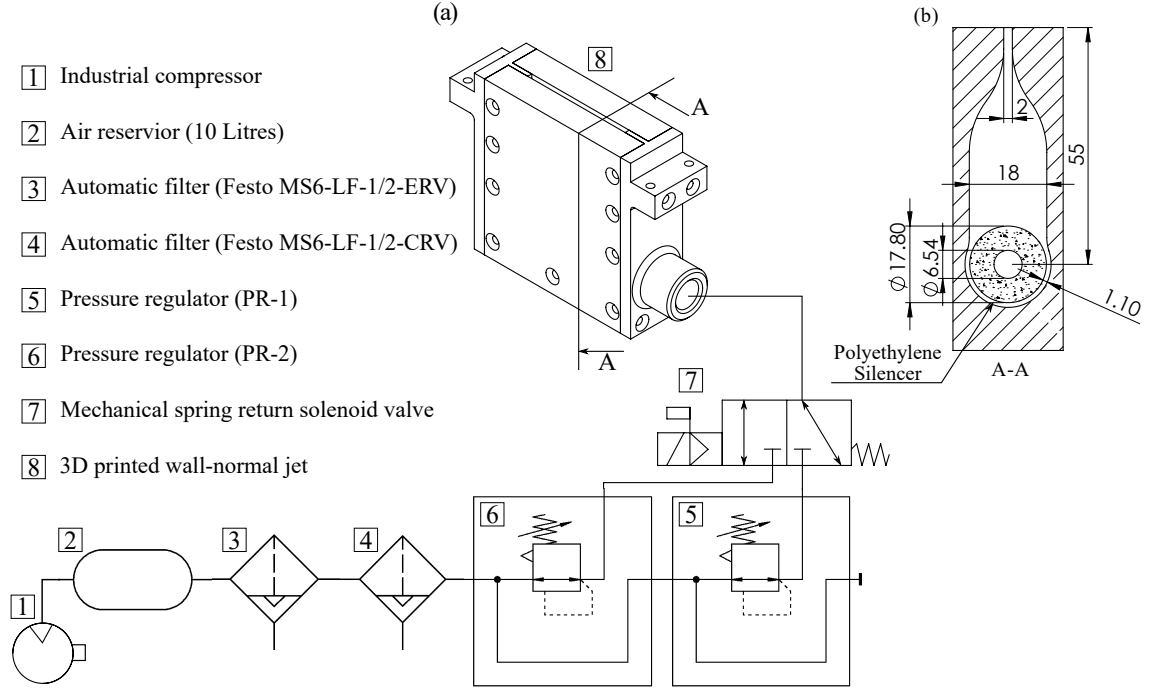 (a)
(b)
1 Industrial compressor
2 Air reservior (10 Litres)
3 Automatic filter (Festo MS6-LF-1/2-ERV)
4 Automatic filter (Festo MS6-LF-1/2-CRV)
5 Pressure regulator (PR-1)
6 Pressure regulator (PR-2)
7 Mechanical spring return solenoid valve
8 3D printed wall-normal jet
8
A
A
2
55
18
∅17.80
∅6.54
1.10
Polyethylene
Silencer
A-A
7
6
5
2
3
4
1